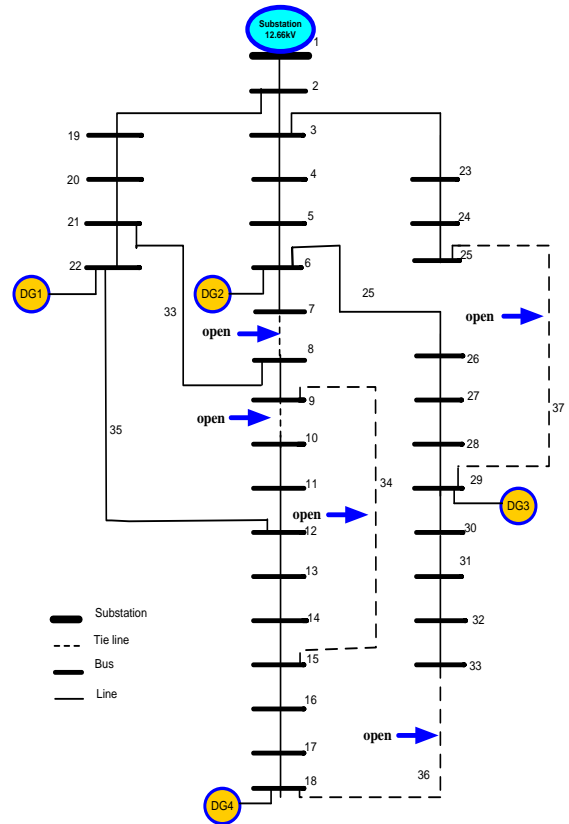 Substation
12.66kV
1
2
19
3
20
4
23
21
5
24
22
6
25
DG1
DG2
25
33
7
open
open
8
26
9
27
37
open
10
28
35
34
11
29
open
DG3
12
30
13
31
Substation
14
32
Tie line
Bus
15
33
Line
16
17
open
18
36
DG4